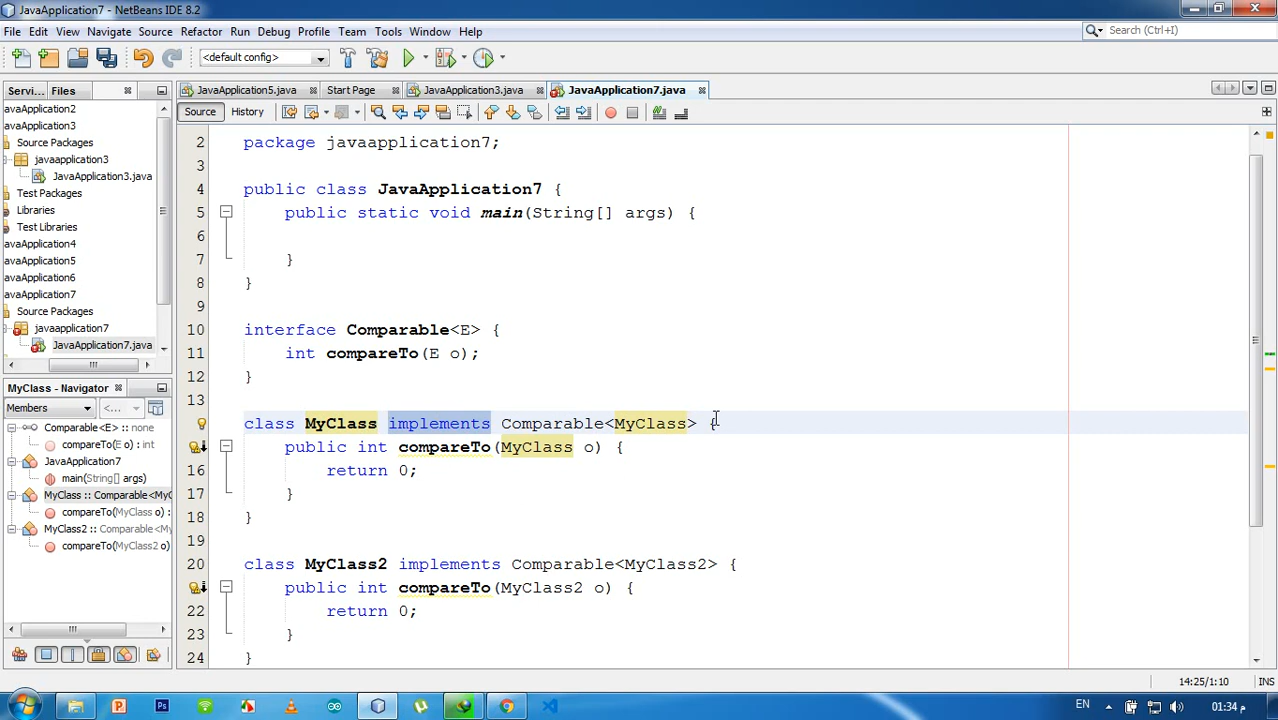 JavaApplication7 - NetBeans IDE 8.2
File Edit View Navigate Source Refactor Run Debug Profile Team Tools Window Help
Search (Ctrl+I)
<default config>
Servi... Files
JavaApplication5.java Start Page JavaApplication3.java JavaApplication7.java
Source History
avaApplication2
avaApplication3
Source Packages
javaapplication3
JavaApplication3.java
Test Packages
Libraries
Test Libraries
avaApplication4
avaApplication5
avaApplication6
avaApplication7
Source Packages
javaapplication7
JavaApplication7.java
MyClass - Navigator
Members <...
Comparable<E> :: none
compareTo(E o) : int
JavaApplication7
main(String[] args)
MyClass :: Comparable<MyC
compareTo(MyClass o) :
MyClass2 :: Comparable<My
compareTo(MyClass2 o)
2 package javaapplication7;
3
4 public class JavaApplication7 {
5 public static void main(String[] args) {
6
7 }
8 }
9
10 interface Comparable<E> {
11 int compareTo(E o);
12 }
13
class MyClass implements Comparable<MyClass> {
public int compareTo(MyClass o) {
16 return 0;
17 }
18 }
19
20 class MyClass2 implements Comparable<MyClass2> {
public int compareTo(MyClass2 o) {
22 return 0;
23 }
24 }
14:25/1:10 INS
EN 01:34 م